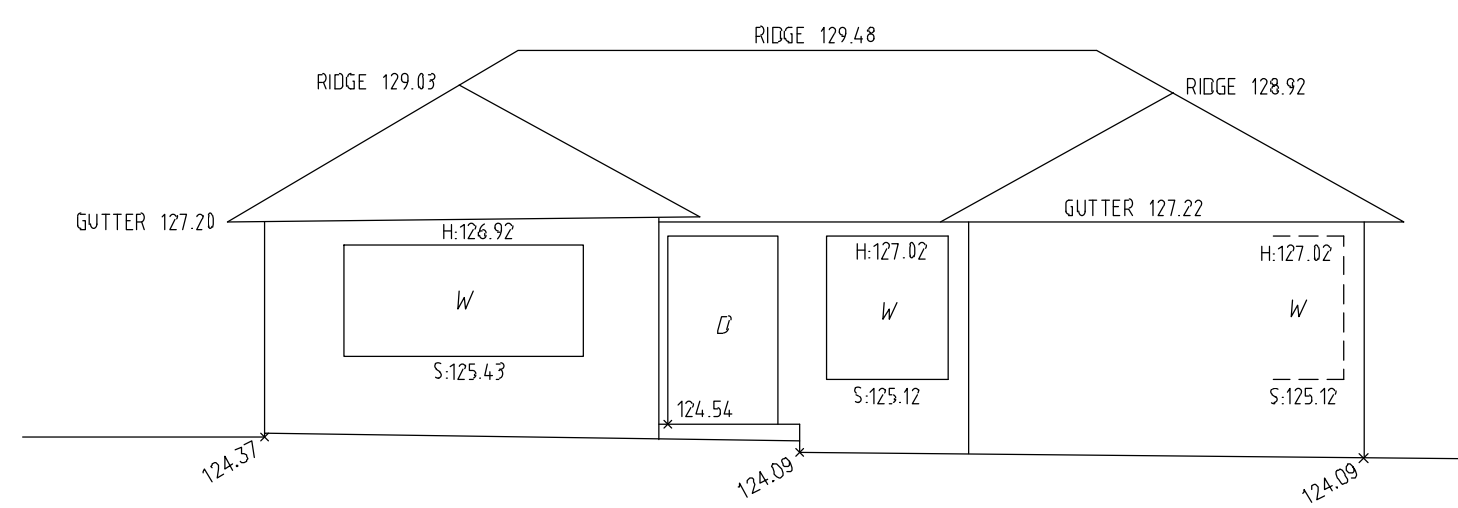 RIDGE 129.48
RIDGE 129.03
RIDGE 128.92
GUTTER 127.20
GUTTER 127.22
H:126.92
H:127.02
H:127.02
W
W
W
D
S:125.43
S:125.12
S:125.12
124.54
124.37
124.09
124.09